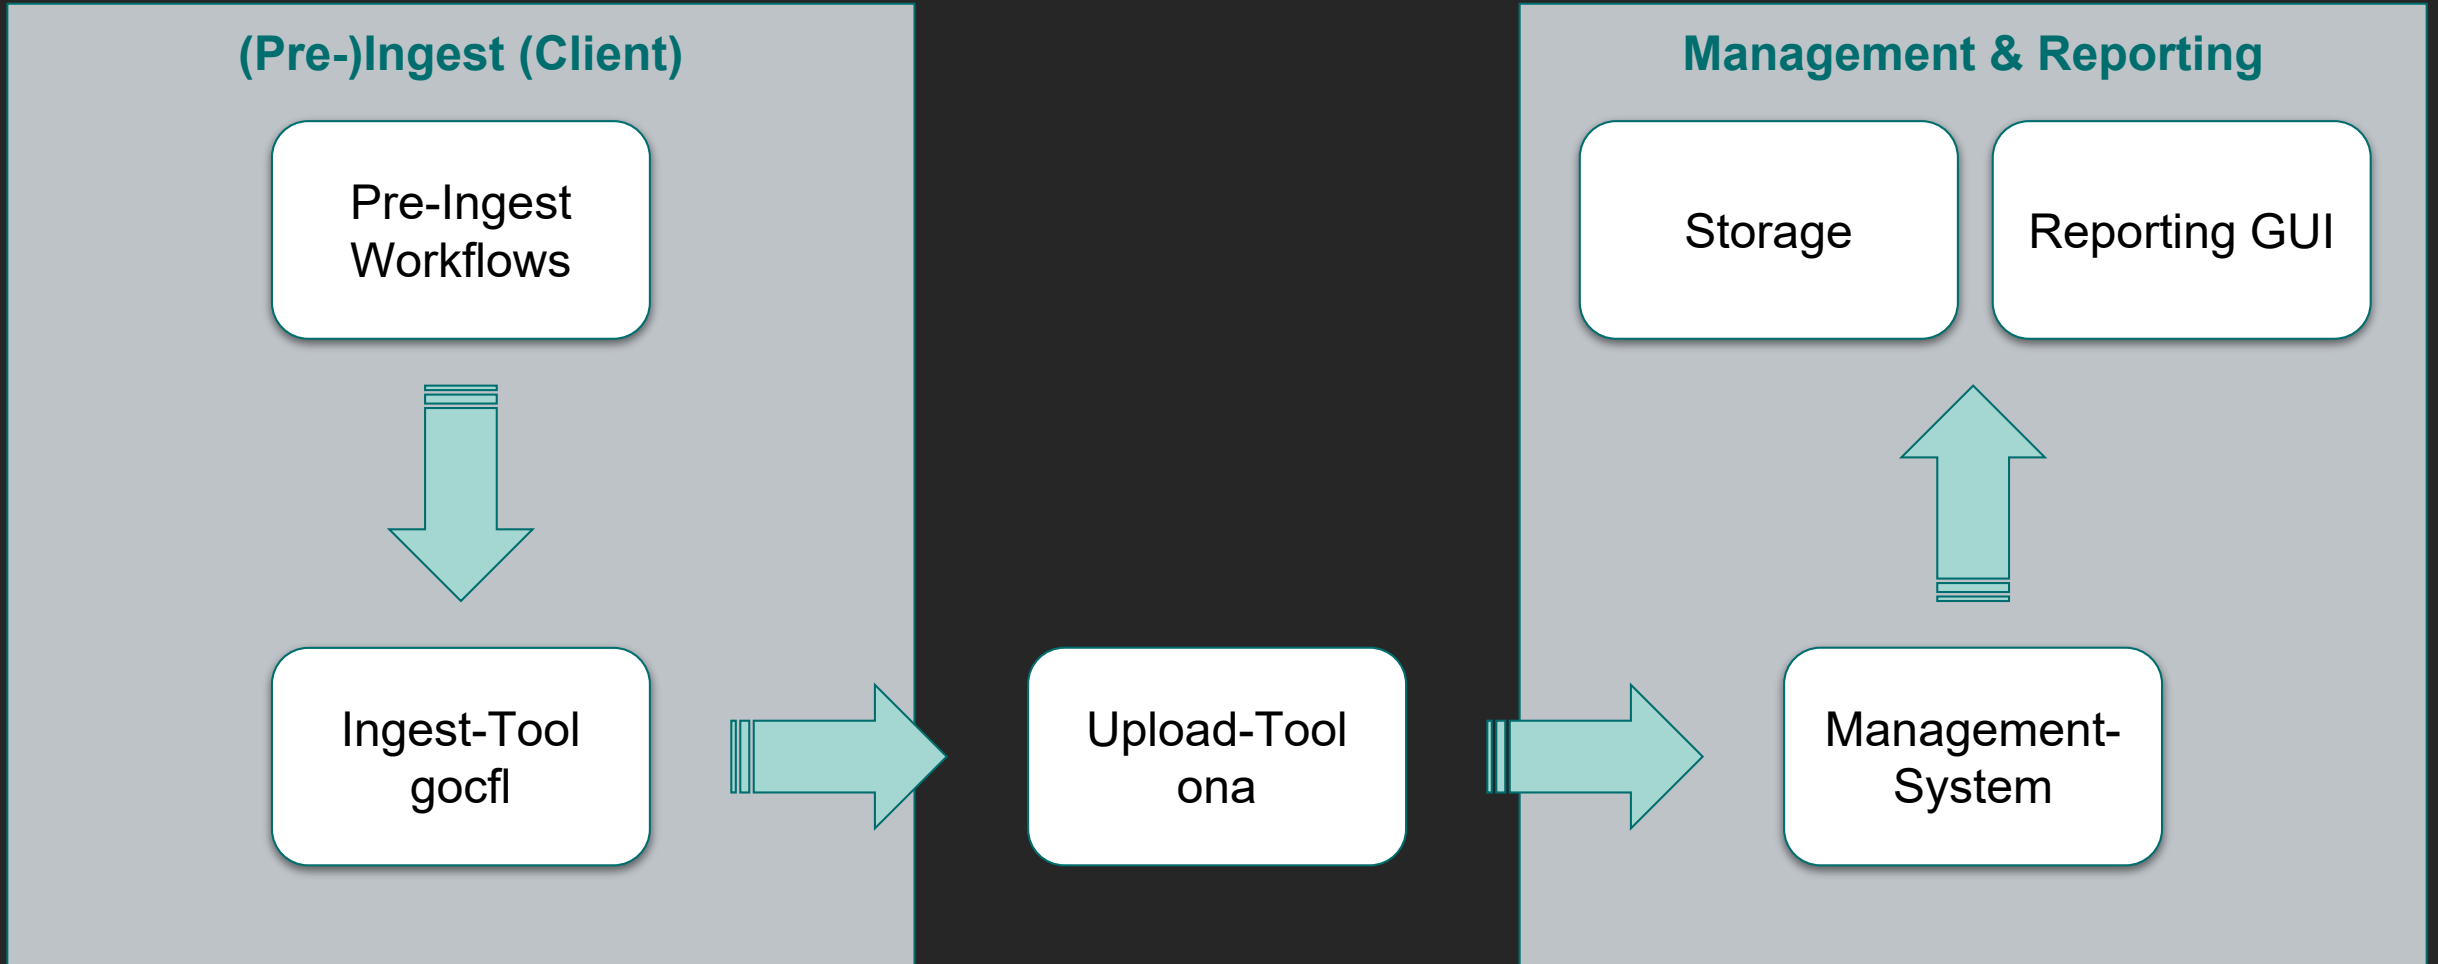 (Pre-)Ingest (Client)
Pre-Ingest
Workflows
Ingest-Tool
gocfl
Upload-Tool
ona
Management & Reporting
Storage
Reporting GUI
Management-
System